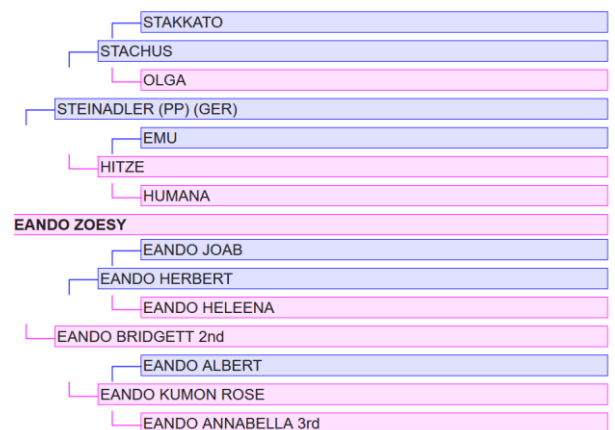 STAKKATO
STACHUS
OLGA
STEINADLER (PP) (GER)
EMU
HITZE
HUMANA
EANDO ZOESY
EANDO JOAB
EANDO HERBERT
EANDO HELEENA
EANDO BRIDGETT 2nd
EANDO ALBERT
EANDO KUMON ROSE
EANDO ANNABELLA 3rd